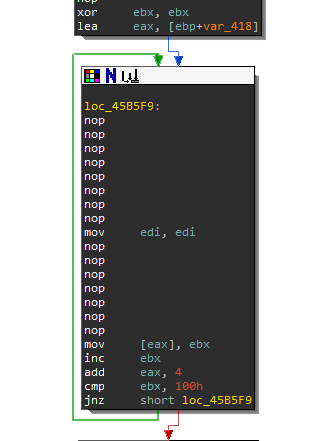 nop
xor ebx, ebx
lea eax, [ebp+var_418]
loc_45B5F9:
nop
nop
nop
nop
nop
nop
nop
mov edi, edi
nop
nop
nop
nop
nop
nop
nop
mov [eax], ebx
inc ebx
add eax, 4
cmp ebx, 100h
jnz short loc_45B5F9